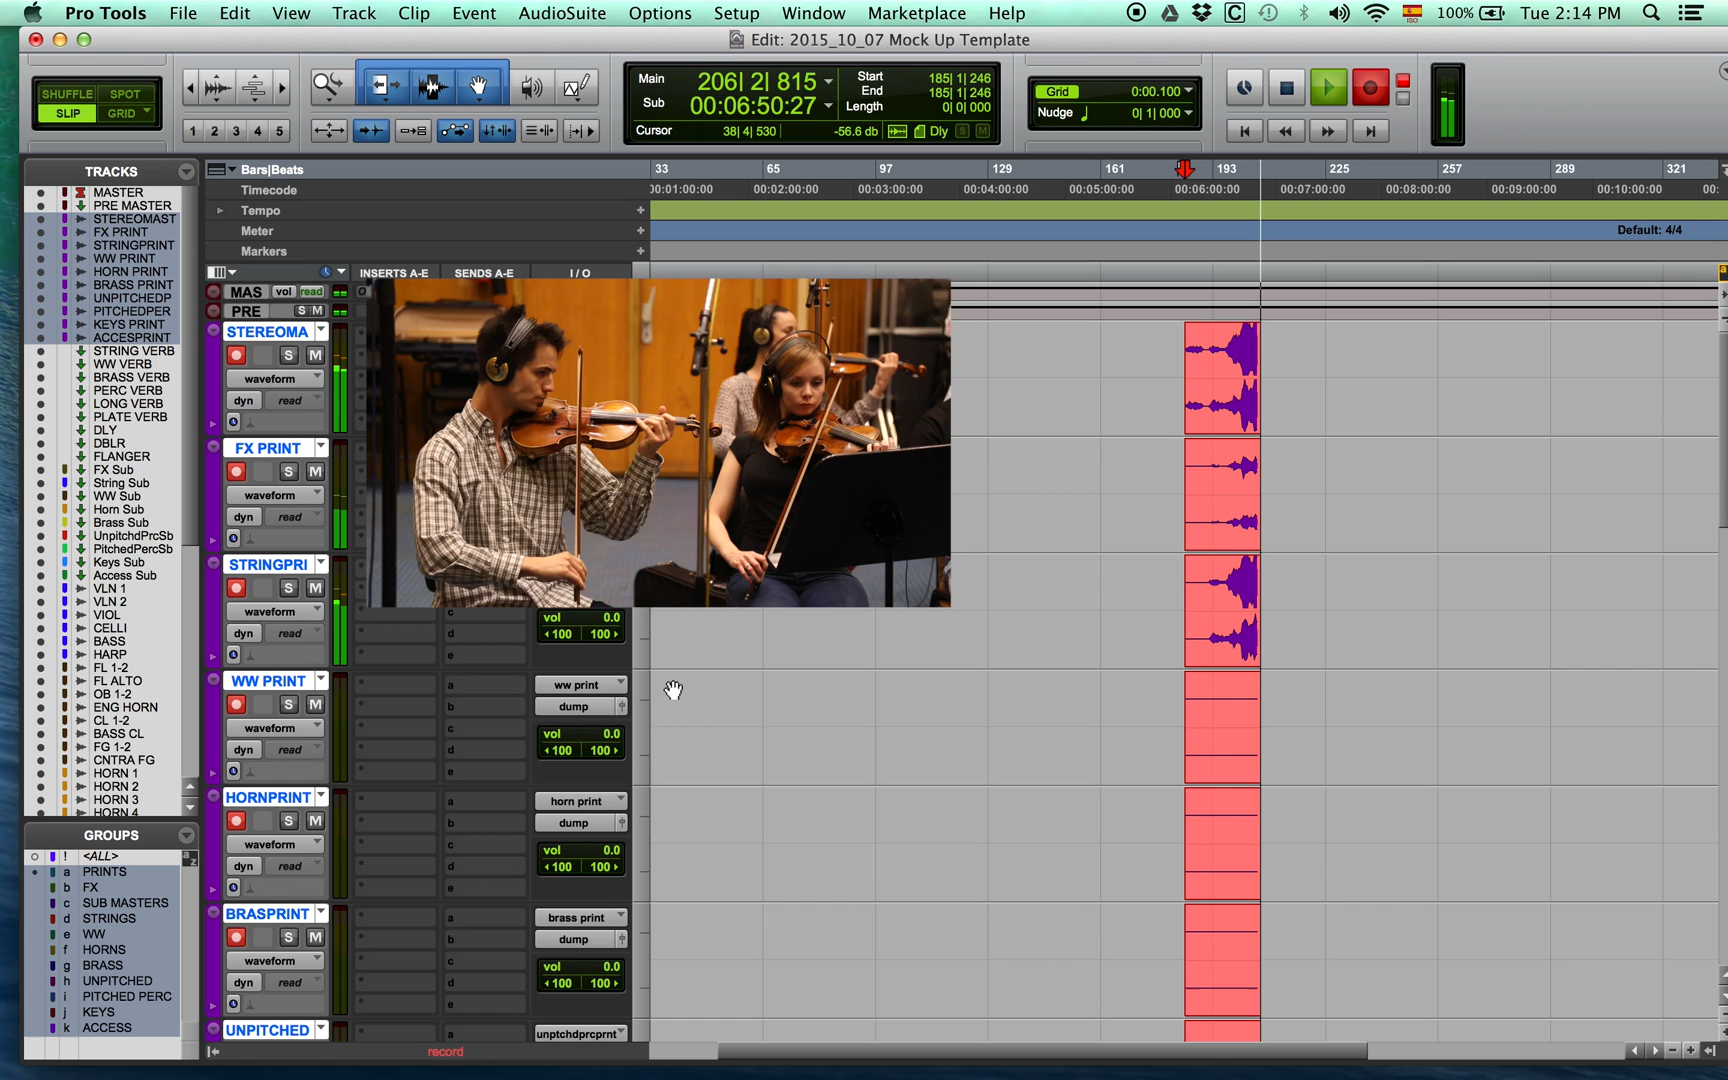 Pro Tools File Edit View Track Clip Event AudioSuite Options Setup Window Marketplace Help 100% ISO Tue 2:14 PM
Edit: 2015_10_07 Mock Up Template
SHUFFLE SPOT
SLIP GRID
1 2 3 4 5
Main 206| 2| 815
Sub 00:06:50:27
Start 185| 1| 246
End 185| 1| 246
Length 0| 0| 000
Cursor 38| 4| 530 -56.6 db Dly S M
Grid 0:00.100
Nudge 0| 1| 000
TRACKS
MASTER
PRE MASTER
STEREOMAST
FX PRINT
STRINGPRINT
WW PRINT
HORN PRINT
BRASS PRINT
UNPITCHEDP
PITCHEDPER
KEYS PRINT
ACCESPRINT
STRING VERB
WW VERB
BRASS VERB
PERC VERB
LONG VERB
PLATE VERB
DLY
DBLR
FLANGER
FX Sub
String Sub
WW Sub
Horn Sub
Brass Sub
UnpitchdPrcSb
PitchedPercSb
Keys Sub
Access Sub
VLN 1
VLN 2
VIOL
CELLI
BASS
HARP
FL 1-2
FL ALTO
OB 1-2
ENG HORN
CL 1-2
BASS CL
FG 1-2
CNTRA FG
HORN 1
HORN 2
HORN 3
HORN 4
GROUPS
! <ALL>
a PRINTS
b FX
c SUB MASTERS
d STRINGS
e WW
f HORNS
g BRASS
h UNPITCHED
i PITCHED PERC
j KEYS
k ACCESS
Bars|Beats 33 65 97 129 161 193 225 257 289 321
Timecode 00:02:00:00 00:03:00:00 00:04:00:00 00:05:00:00 00:06:00:00 00:07:00:00 00:08:00:00 00:09:00:00 00:10:00:00
Tempo
Meter Default: 4/4
Markers
INSERTS A-E SENDS A-E I / O
MAS vol read
PRE S M
STEREOMA
S M
waveform
dyn read
FX PRINT
S M
waveform
dyn read
STRINGPRI
S M
waveform
dyn read
c
d
e
vol 0.0
100 100
WW PRINT
S M
waveform
dyn read
a
b
c
d
e
ww print
dump
vol 0.0
100 100
HORNPRINT
S M
waveform
dyn read
a
b
c
d
e
horn print
dump
vol 0.0
100 100
BRASPRINT
S M
waveform
dyn read
a
b
c
d
e
brass print
dump
vol 0.0
100 100
UNPITCHED a unptchdprcprnt
record